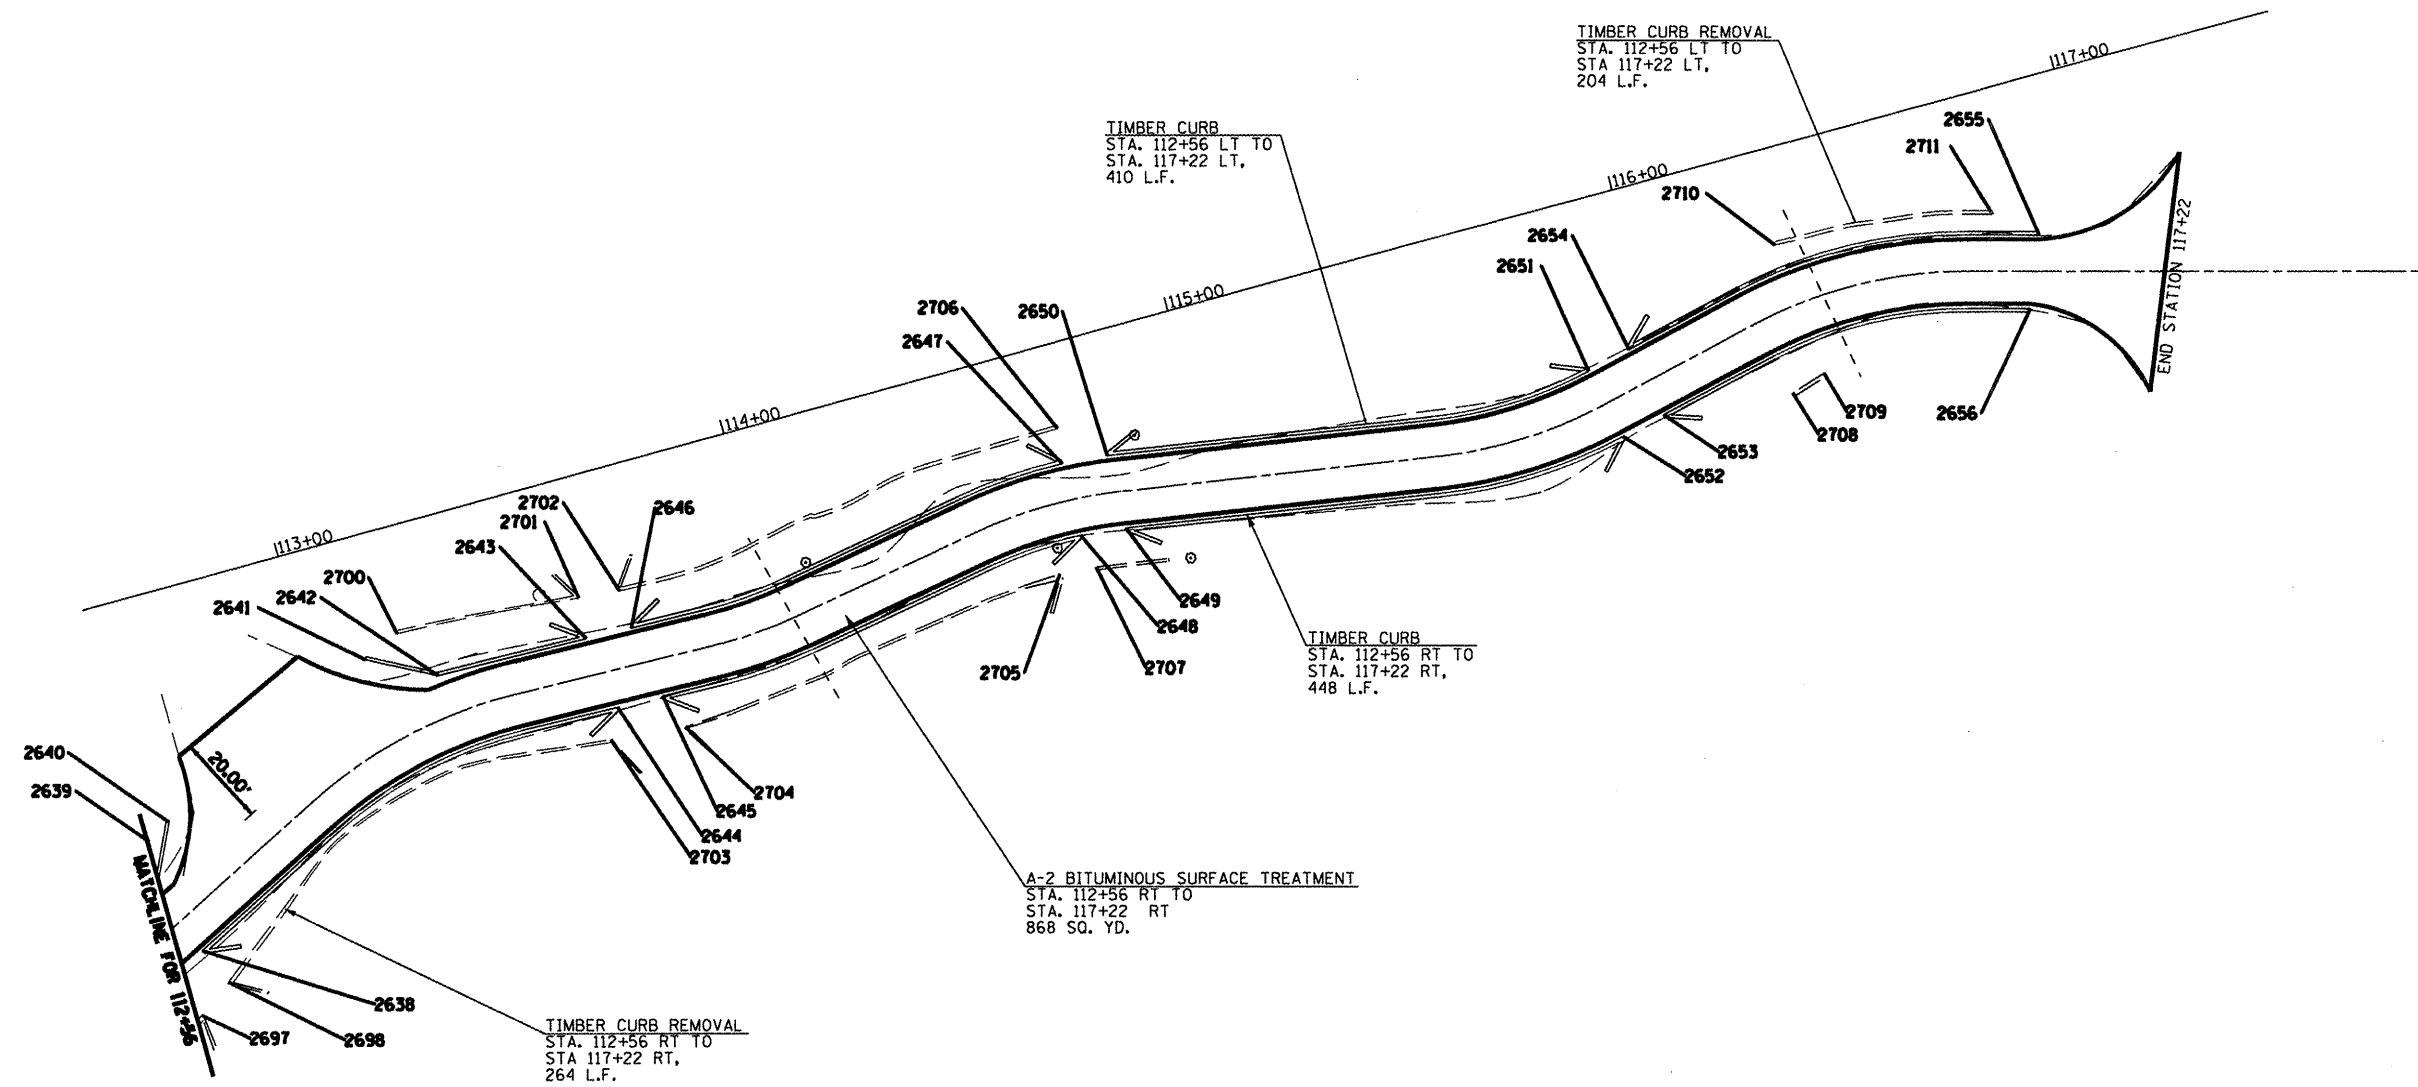 TIMBER CURB REMOVAL
STA. 112+56 LT TO
STA 117+22 LT,
204 L.F.
117+00
2655
2711
TIMBER CURB
STA. 112+56 LT TO
STA. 117+22 LT,
410 L.F.
116+00
2710
2654
2651
END STATION 117+22
115+00
2706
2650
2647
2709
2656
2708
2653
2652
114+00
2702
2646
2701
113+00
2643
2700
2642
2641
2649
2648
2705
2707
TIMBER CURB
STA. 112+56 RT TO
STA. 117+22 RT,
448 L.F.
2640
20.00'
2639
2704
2645
2644
2703
MATCHLINE FOR 112+56
A-2 BITUMINOUS SURFACE TREATMENT
STA. 112+56 RT TO
STA. 117+22 RT
868 SQ. YD.
2638
2697
2698
TIMBER CURB REMOVAL
STA. 112+56 RT TO
STA 117+22 RT,
264 L.F.